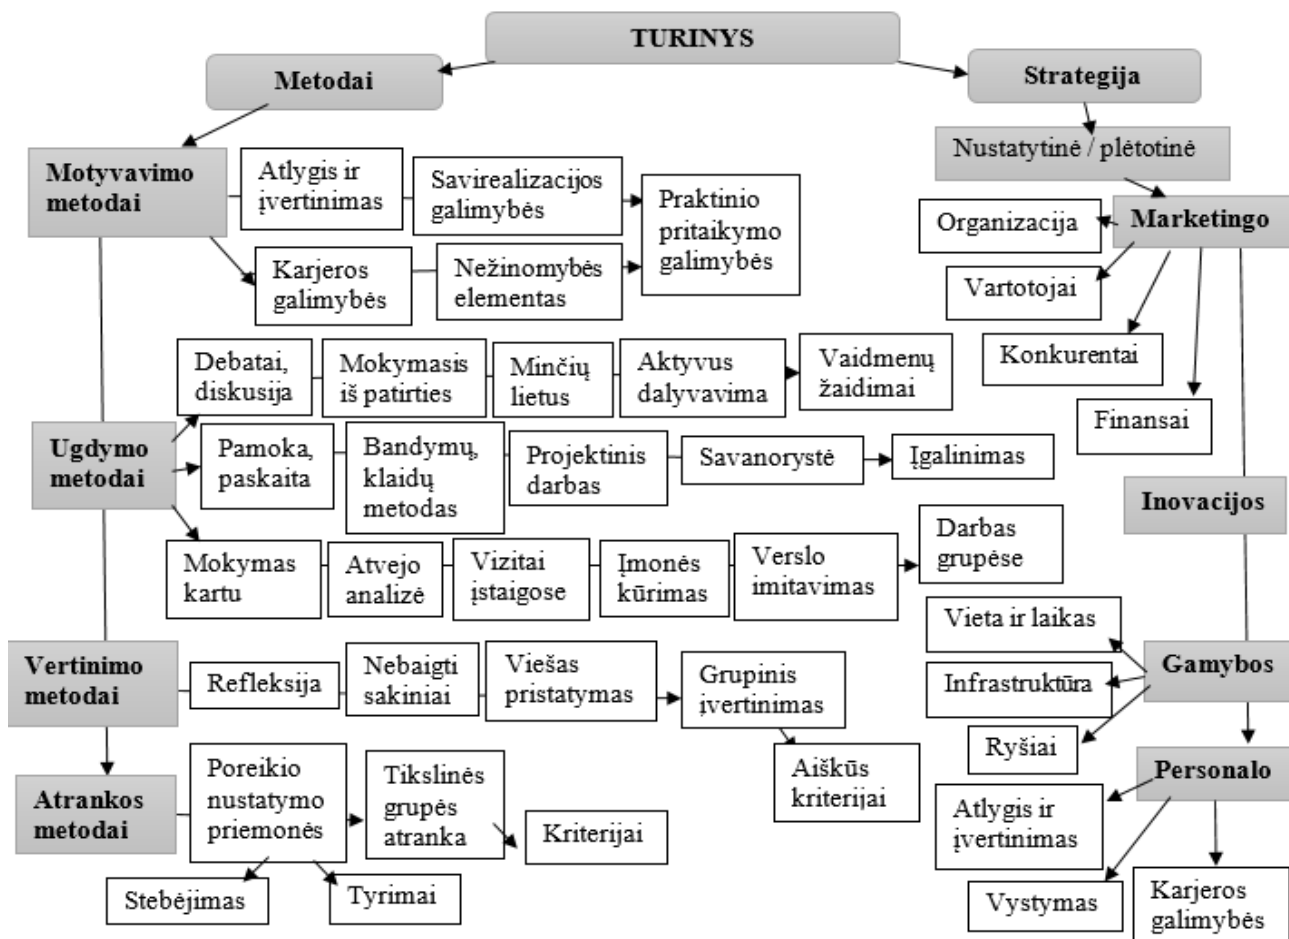 TURINYS
Metodai
Strategija
Nustatytinė / plėtotinė
Motyvavimo
metodai
Atlygis ir
įvertinimas
Savirealizacijos
galimybės
Praktinio
pritaikymo
galimybės
Karjeros
galimybės
Nežinomybės
elementas
Marketingo
Organizacija
Vartotojai
Konkurentai
Finansai
Debatai,
diskusija
Mokymasis
iš patirties
Minčių
lietus
Aktyvus
dalyvavima
Vaidmenų
žaidimai
Ugdymo
metodai
Pamoka,
paskaita
Bandymų,
klaidų
metodas
Projektinis
darbas
Savanorystė
Įgalinimas
Inovacijos
Mokymas
kartu
Atvejo
analizė
Vizitai
įstaigose
Įmonės
kūrimas
Verslo
imitavimas
Darbas
grupėse
Vertinimo
metodai
Refleksija
Nebaigti
sakiniai
Viešas
pristatymas
Grupinis
įvertinimas
Aiškūs
kriterijai
Vieta ir laikas
Gamybos
Infrastruktūra
Ryšiai
Atrankos
metodai
Poreikio
nustatymo
priemonės
Tikslinės
grupės
atranka
Kriterijai
Stebėjimas
Tyrimai
Personalo
Atlygis ir
įvertinimas
Vystymas
Karjeros
galimybės